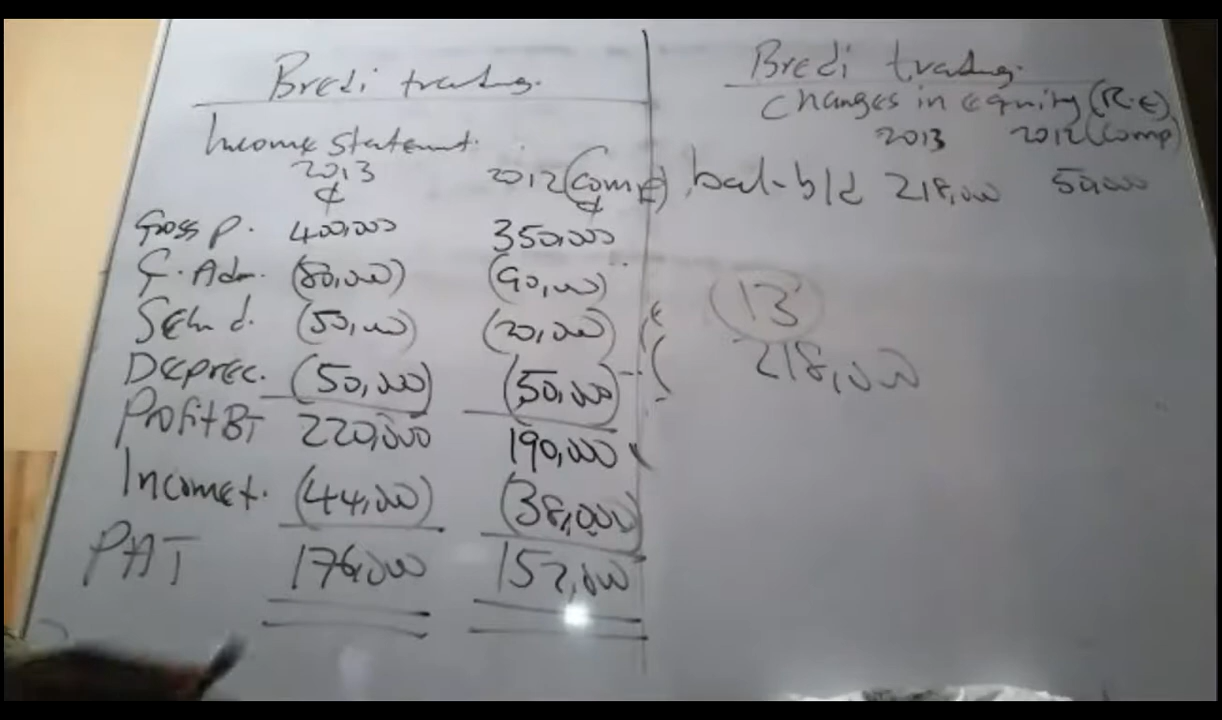 Bredi trading.
Income Statement.
2013 2012 (Comp)
¢ ¢
Gross p. 400,000 350,000
G. Adm. (80,000) (90,000)
Sell d. (50,000) (20,000)
Deprec. (50,000) (50,000)
Profit BT 220,000 190,000
Income t. (44,000) (38,000)
PAT 176,000 152,000
Bredi trading.
Changes in equity (R.E)
2013 2012 (Comp)
bal- b/d 218,000 50,000
13
218,000